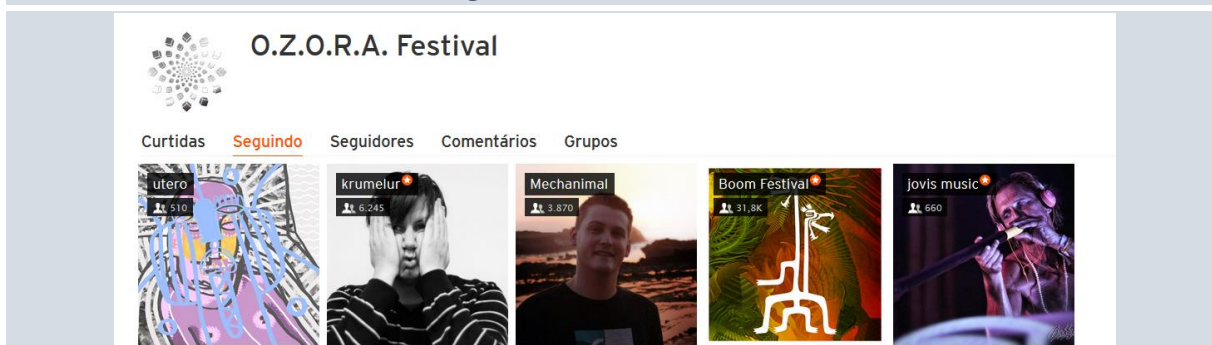 O.Z.O.R.A. Festival
Curtidas Seguindo Seguidores Comentários Grupos
utero
510
krumelur
6.245
Mechanimal
3.870
Boom Festival
31,8K
jovis music
660